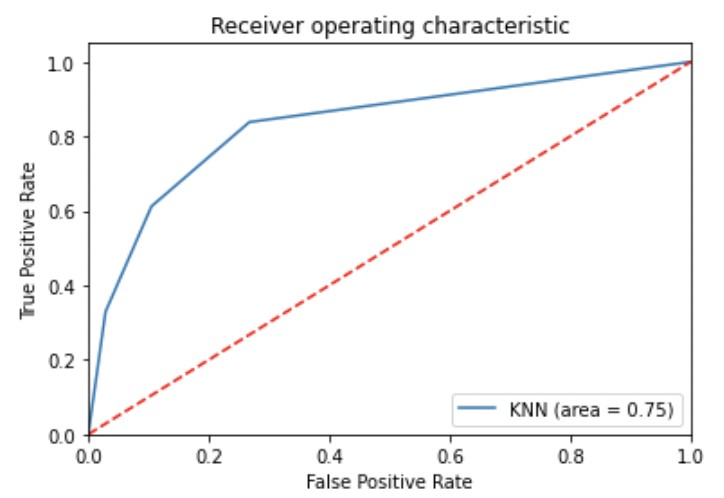 Receiver operating characteristic
1.0
0.8
0.6
0.4
0.2
0.0
True Positive Rate
KNN (area = 0.75)
0.0 0.2 0.4 0.6 0.8 1.0
False Positive Rate